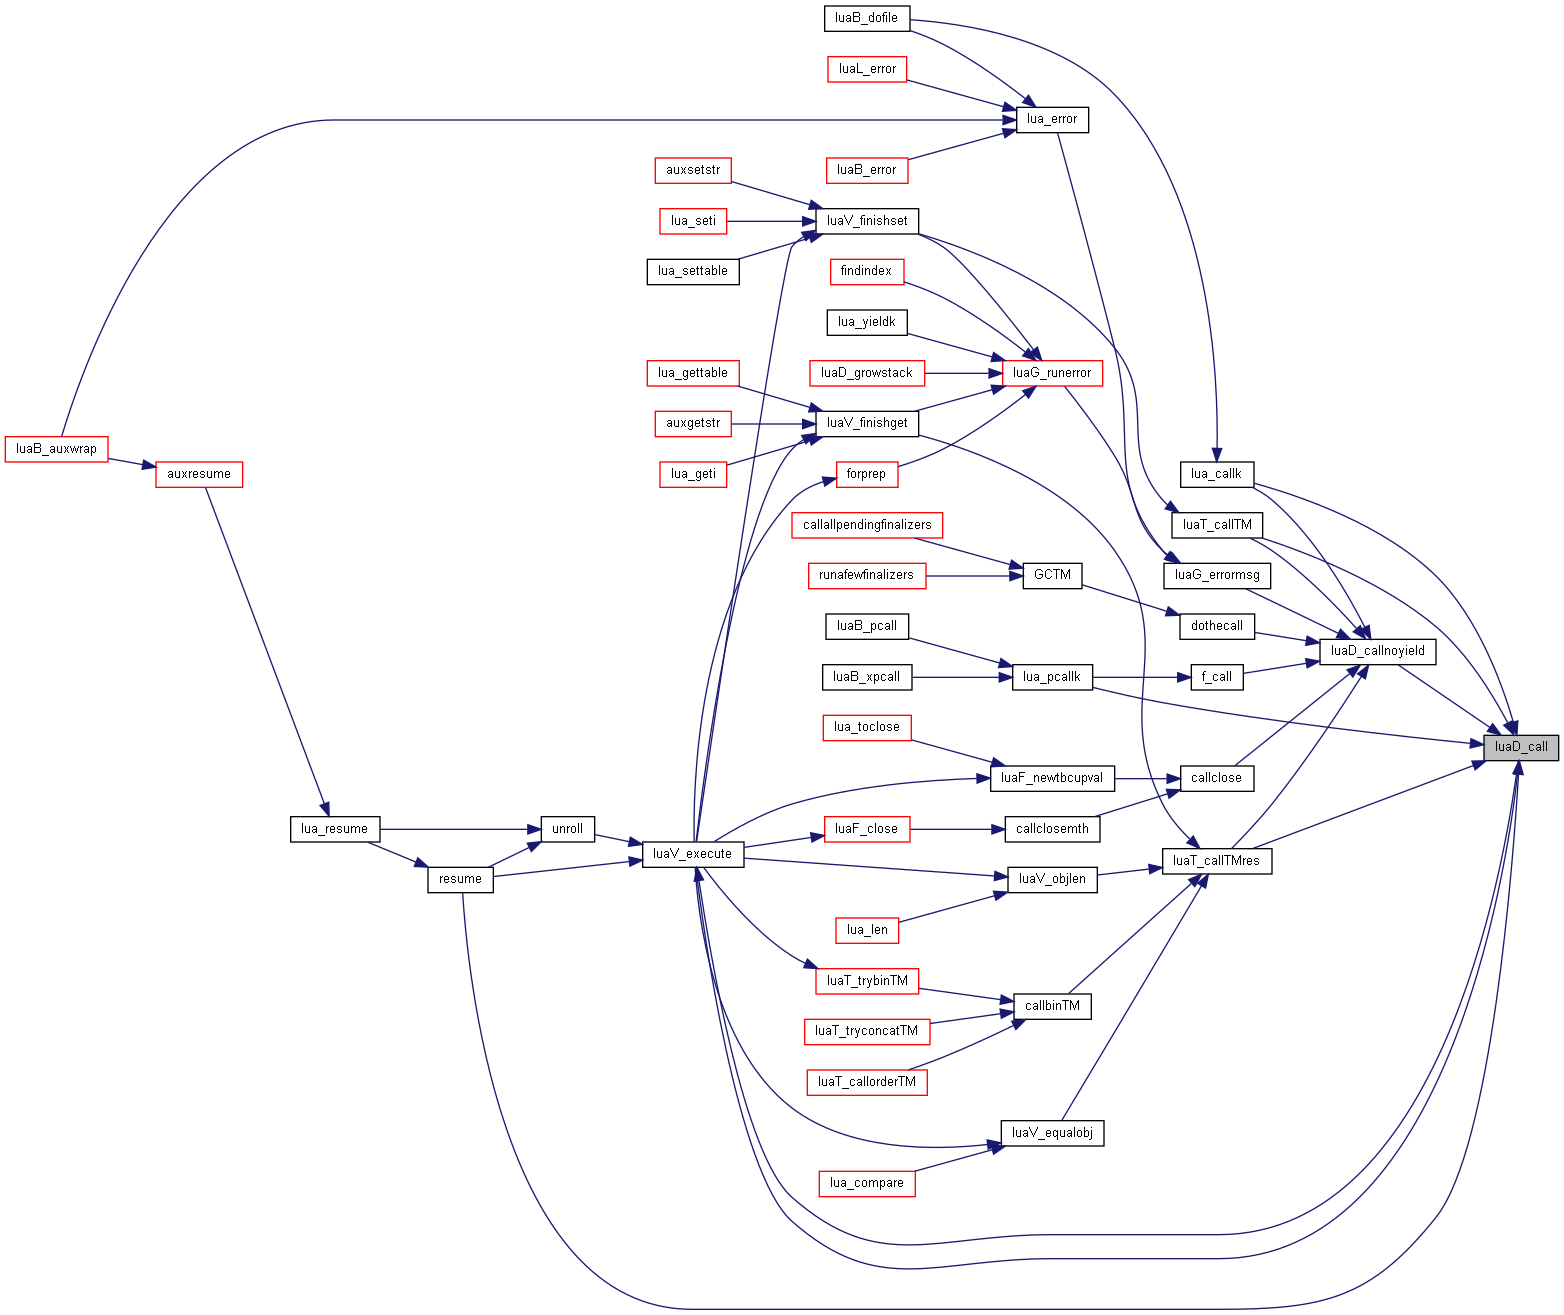 luaB_dofile
luaL_error
lua_error
luaB_error
auxsetstr
lua_seti
luaV_finishset
lua_settable
findindex
lua_yieldk
lua_gettable
luaD_growstack
luaG_runerror
auxgetstr
luaV_finishget
luaB_auxwrap
auxresume
lua_geti
forprep
lua_callk
callallpendingfinalizers
luaT_callTM
runafewfinalizers
GCTM
luaG_errormsg
luaB_pcall
dothecall
luaD_callnoyield
luaB_xpcall
lua_pcallk
f_call
lua_toclose
luaD_call
luaF_newtbcupval
callclose
lua_resume
unroll
luaF_close
callclosemth
luaV_execute
luaT_callTMres
resume
luaV_objlen
lua_len
luaT_trybinTM
callbinTM
luaT_tryconcatTM
luaT_callorderTM
luaV_equalobj
lua_compare